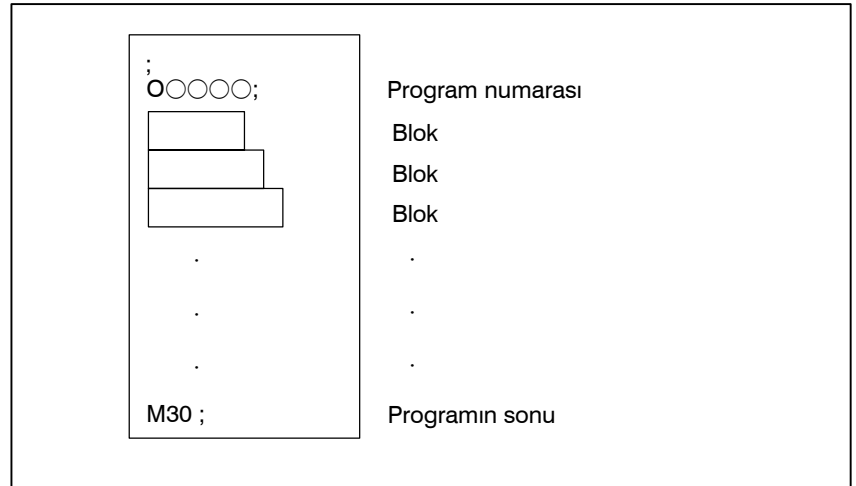 ;
O○○○○; Program numarası
Blok
Blok
Blok
. .
. .
. .
M30 ; Programın sonu